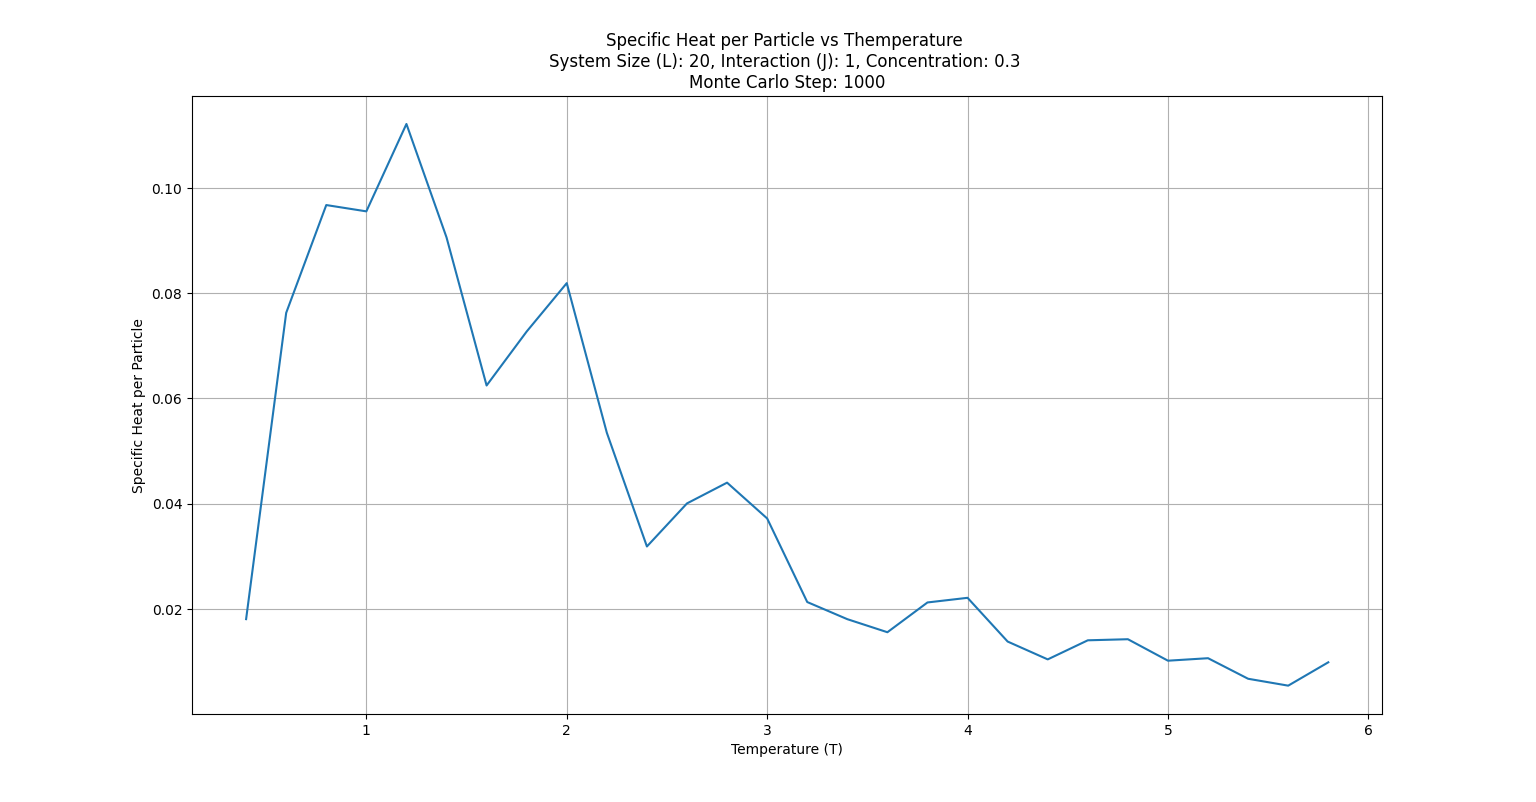 Specific Heat per Particle vs Themperature
System Size (L): 20, Interaction (J): 1, Concentration: 0.3
Monte Carlo Step: 1000
0.10
0.08
0.06
0.04
0.02
Specific Heat per Particle
1 2 3 4 5 6
Temperature (T)